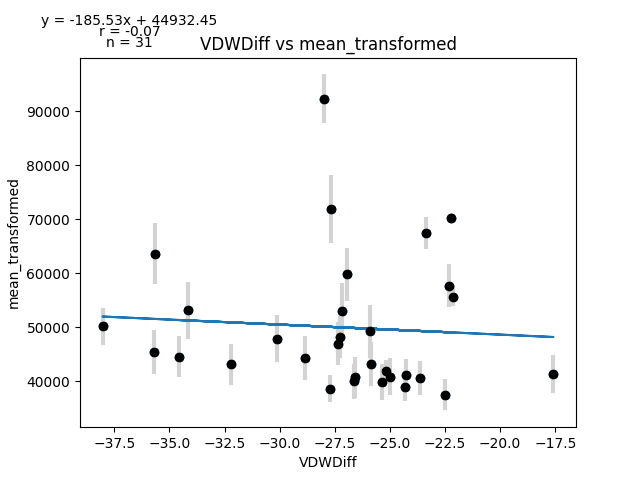 y = -185.53x + 44932.45
r = -0.07
n = 31
VDWDiff vs mean_transformed
90000
80000
70000
60000
50000
40000
mean_transformed
−37.5 −35.0 −32.5 −30.0 −27.5 −25.0 −22.5 −20.0 −17.5
VDWDiff